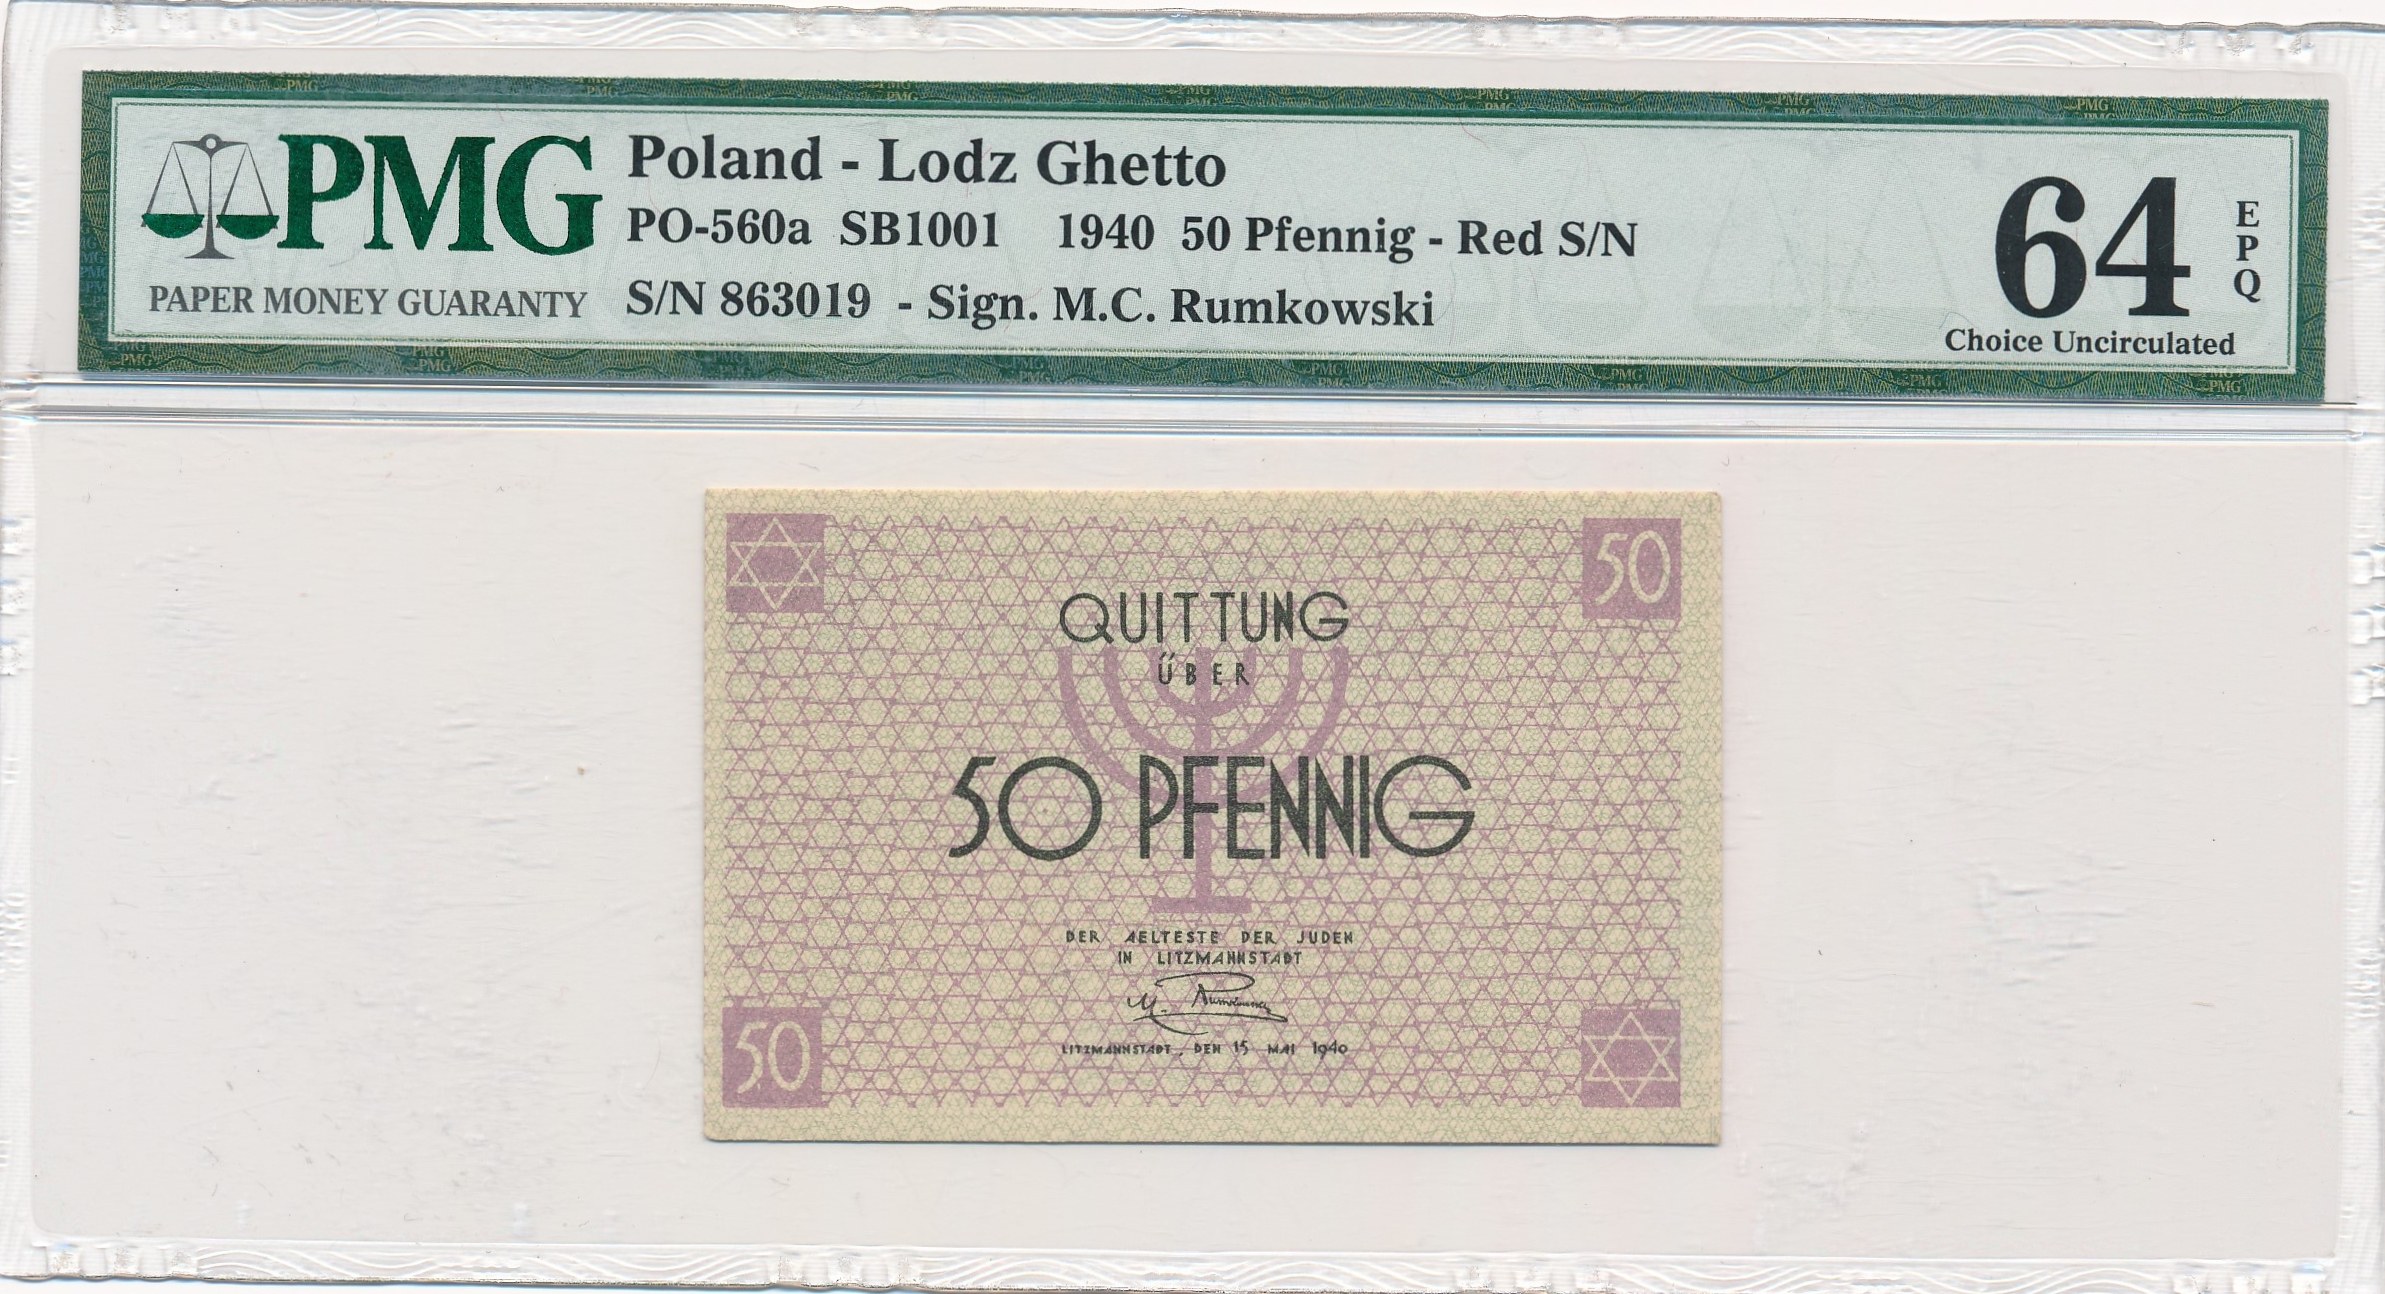 PMG
PAPER MONEY GUARANTY
Poland - Lodz Ghetto
PO-560a SB1001 1940 50 Pfennig - Red S/N
S/N 863019 - Sign. M.C. Rumkowski
64
EPQ
Choice Uncirculated
50
QUITTUNG
ÜBER
50 PFENNIG
DER AELTESTE DER JUDEN
IN LITZMANNSTADT
M. Rumkowski
LITZMANNSTADT, DEN 15 MAI 1940
50